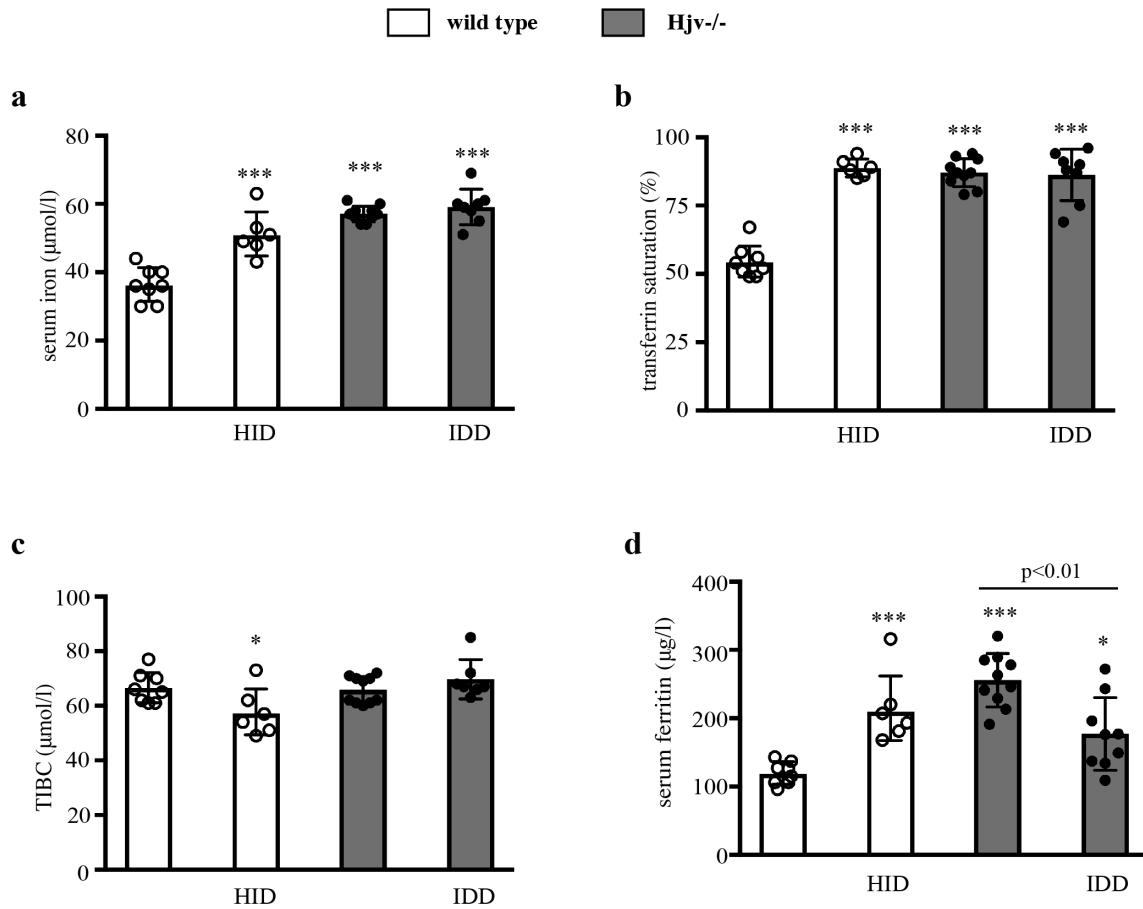 wild type Hjv-/-
a
80
60
40
20
0
serum iron (µmol/l)
*** *** ***
HID IDD
b
100
75
50
25
0
transferrin saturation (%)
*** *** ***
HID IDD
c
100
80
60
40
20
0
TIBC (µmol/l)
*
HID IDD
d
400
300
200
100
0
serum ferritin (µg/l)
p<0.01
*** *** *
HID IDD